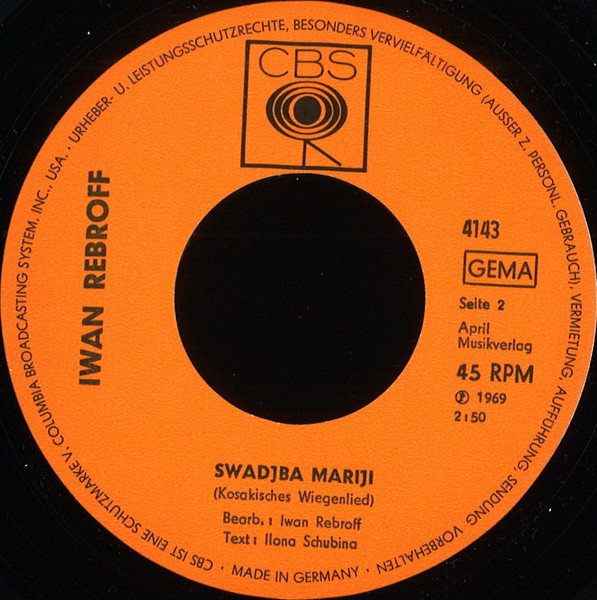 CBS
IWAN REBROFF
4143
GEMA
Seite 2
April
Musikverlag
45 RPM
Ⓟ 1969
2:50
SWADJBA MARIJI
(Kosakisches Wiegenlied)
Bearb.: Iwan Rebroff
Text: Ilona Schubina
CBS IST EINE SCHUTZMARKE V. COLUMBIA BROADCASTING SYSTEM, INC., USA. · URHEBER- U. LEISTUNGSSCHUTZRECHTE, BESONDERS VERVIELFÄLTIGUNG (AUSSER Z. PERSÖNL. GEBRAUCH), VERMIETUNG, AUFFÜHRUNG, SENDUNG VORBEHALTEN · MADE IN GERMANY ·